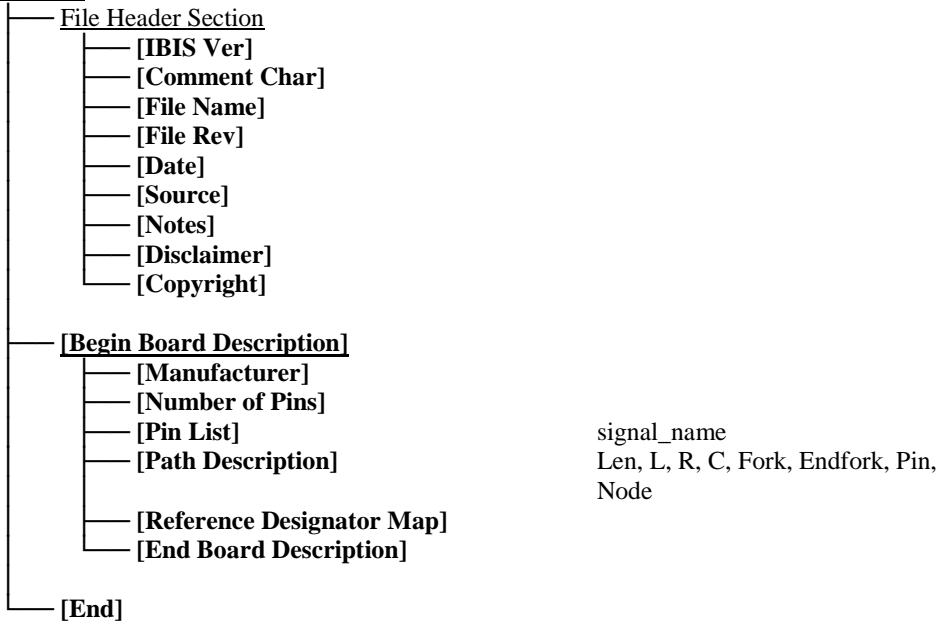 File Header Section
[IBIS Ver]
[Comment Char]
[File Name]
[File Rev]
[Date]
[Source]
[Notes]
[Disclaimer]
[Copyright]
[Begin Board Description]
[Manufacturer]
[Number of Pins]
[Pin List] signal_name
[Path Description] Len, L, R, C, Fork, Endfork, Pin,
Node
[Reference Designator Map]
[End Board Description]
[End]